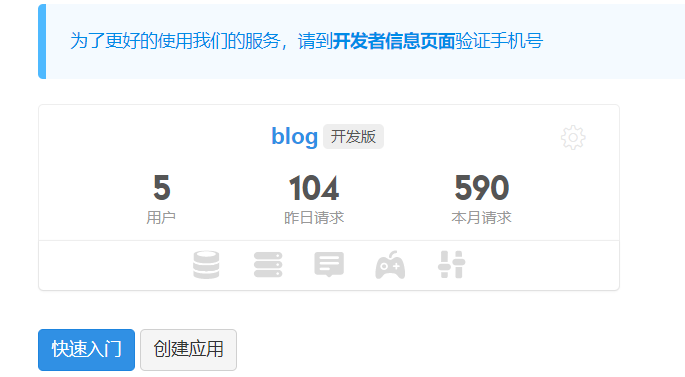 为了更好的使用我们的服务，请到开发者信息页面验证手机号
blog 开发版
5 104 590
用户 昨日请求 本月请求
快速入门 创建应用